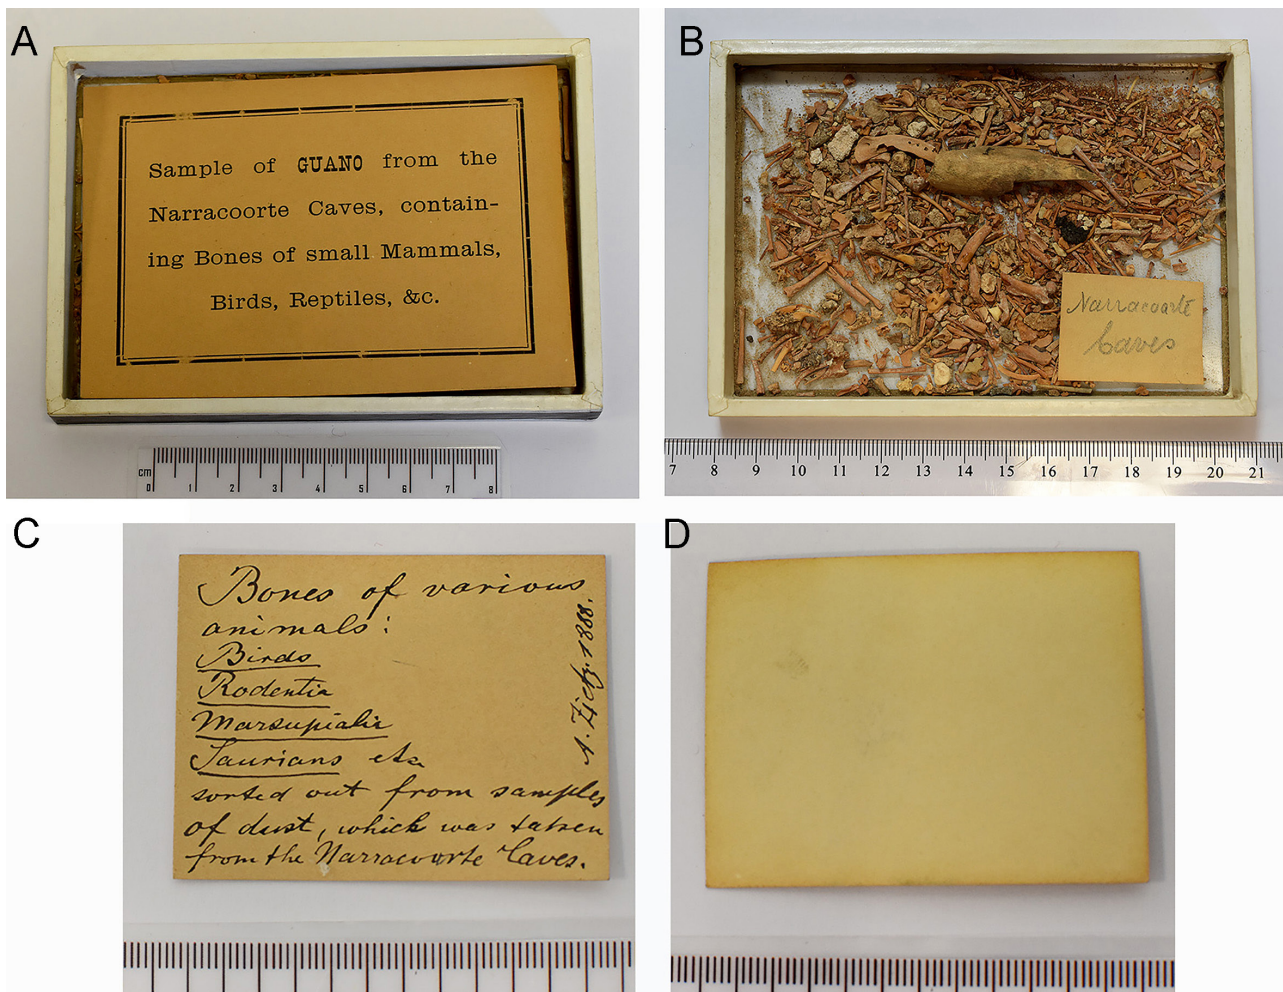 A
Sample of GUANO from the
Narracoorte Caves, contain-
ing Bones of small Mammals,
Birds, Reptiles, &c.
cm
0 1 2 3 4 5 6 7 8
B
Narracoorte
Caves
7 8 9 10 11 12 13 14 15 16 17 18 19 20 21
C
Bones of various
animals:
Birds
Rodentia
Marsupialia
Saurians etc
sorted out from samples
of dust, which was taken
from the Narracoorte Caves.
A. Zietz. 1888.
D